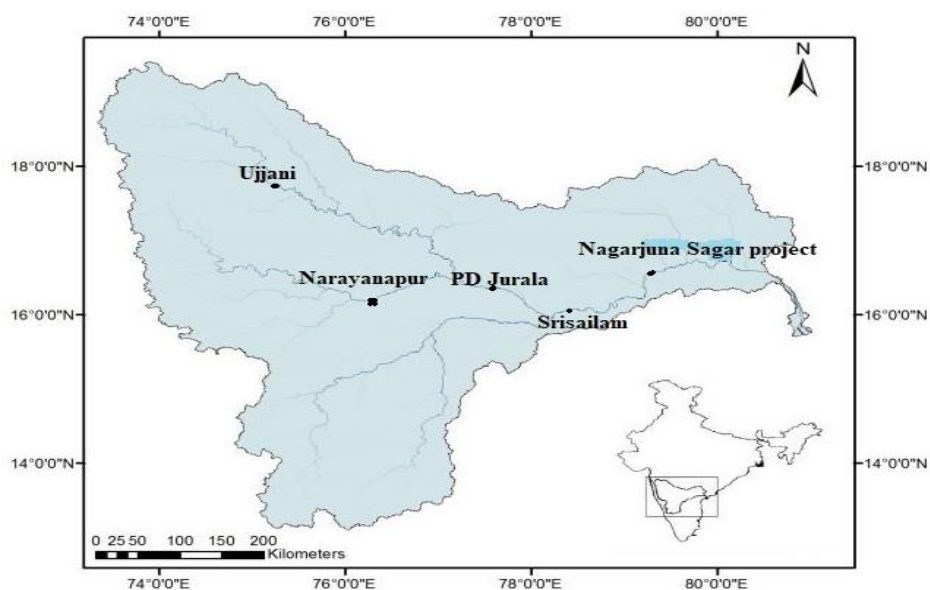 74°0'0"E 76°0'0"E 78°0'0"E 80°0'0"E
N
18°0'0"N 18°0'0"N
Ujjani
Nagarjuna Sagar project
Narayanapur PD Jurala
16°0'0"N 16°0'0"N
Srisailam
14°0'0"N 14°0'0"N
0 25 50 100 150 200
Kilometers
74°0'0"E 76°0'0"E 78°0'0"E 80°0'0"E